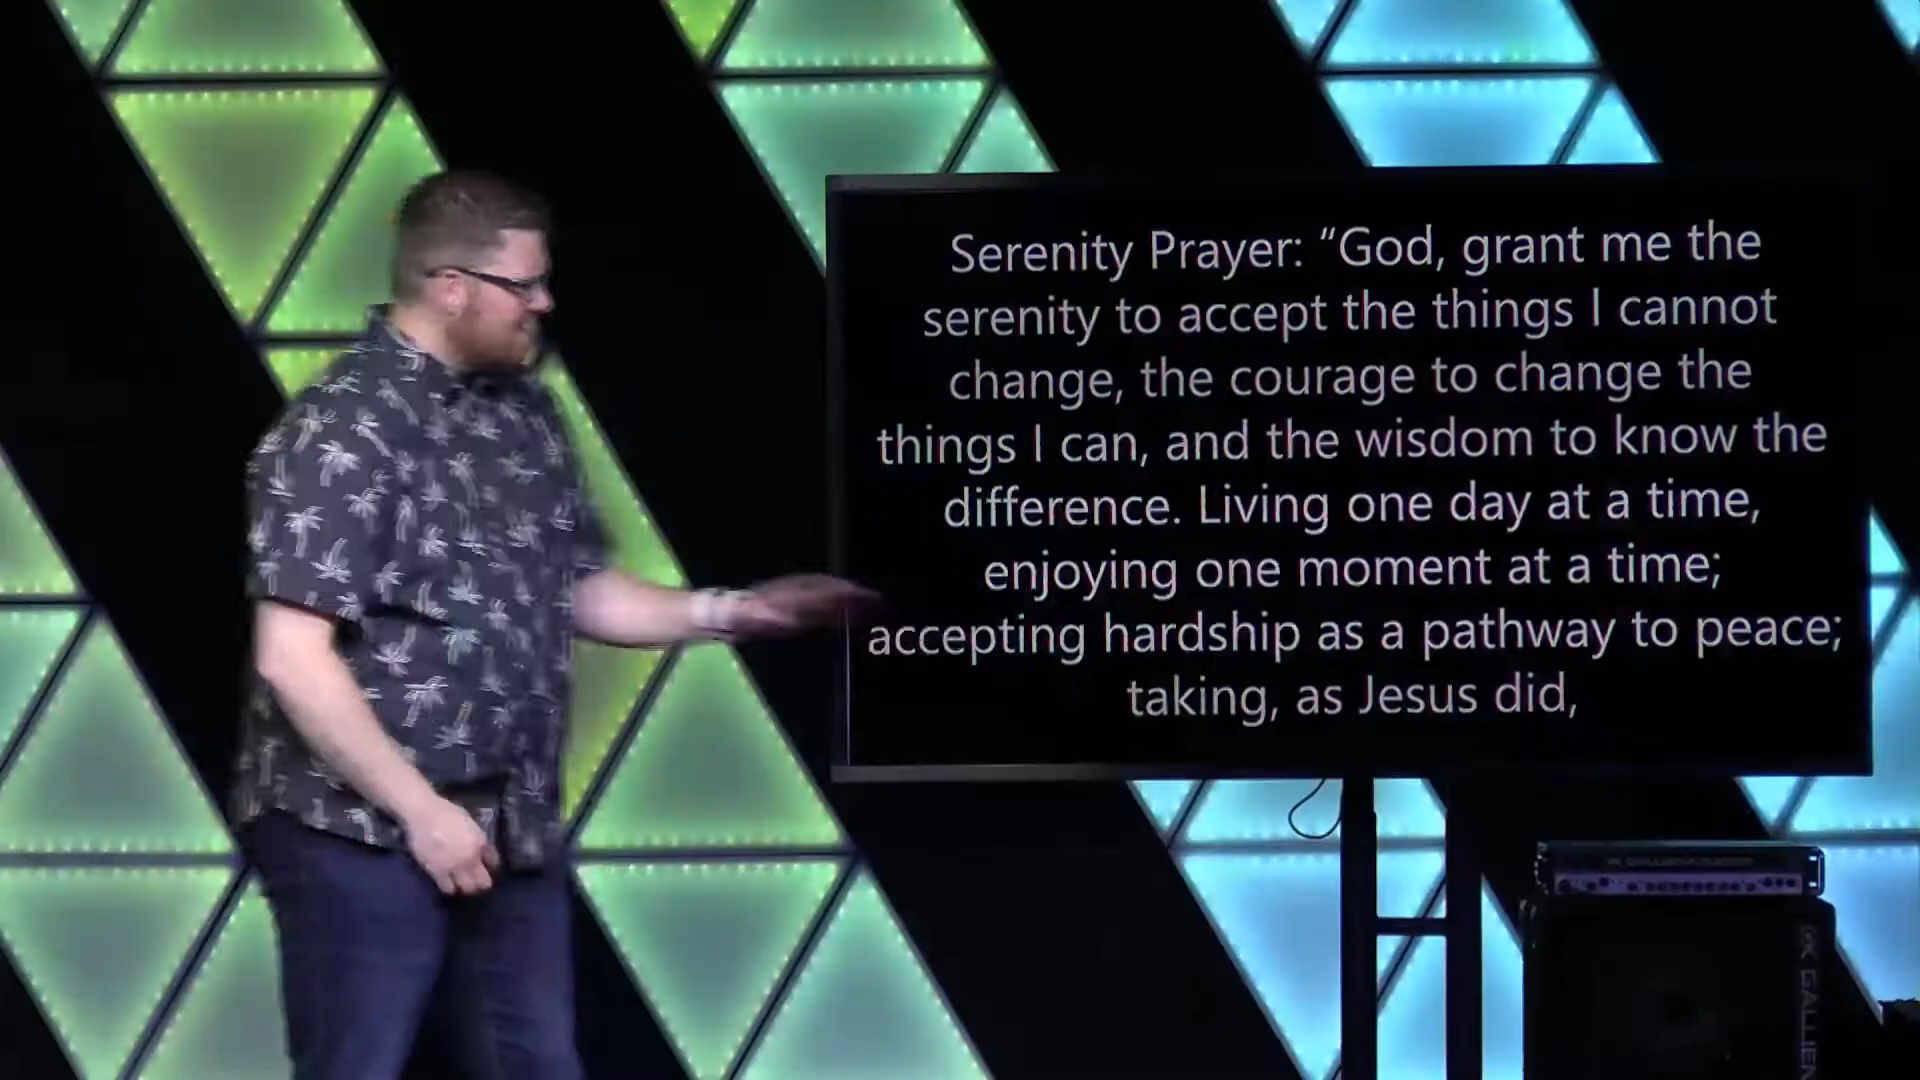 Serenity Prayer: “God, grant me the
serenity to accept the things I cannot
change, the courage to change the
things I can, and the wisdom to know the
difference. Living one day at a time,
enjoying one moment at a time;
accepting hardship as a pathway to peace;
taking, as Jesus did,
GALLIEN